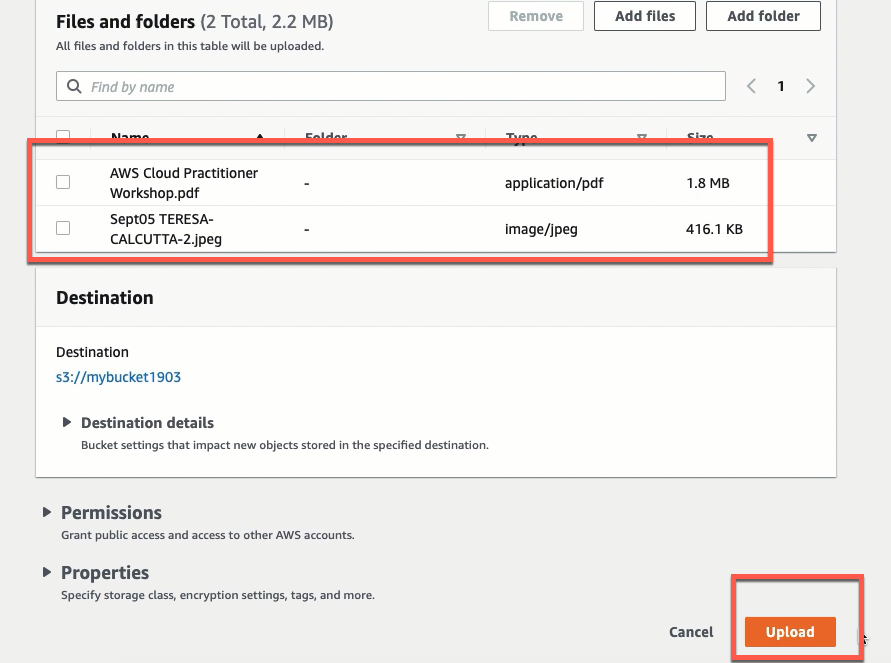 Files and folders (2 Total, 2.2 MB)
Remove
Add files
Add folder
All files and folders in this table will be uploaded.
Find by name
1
Name
Folder
Type
Size
AWS Cloud Practitioner
Workshop.pdf
-
application/pdf
1.8 MB
Sept05 TERESA-
CALCUTTA-2.jpeg
-
image/jpeg
416.1 KB
Destination
Destination
s3://mybucket1903
Destination details
Bucket settings that impact new objects stored in the specified destination.
Permissions
Grant public access and access to other AWS accounts.
Properties
Specify storage class, encryption settings, tags, and more.
Cancel
Upload